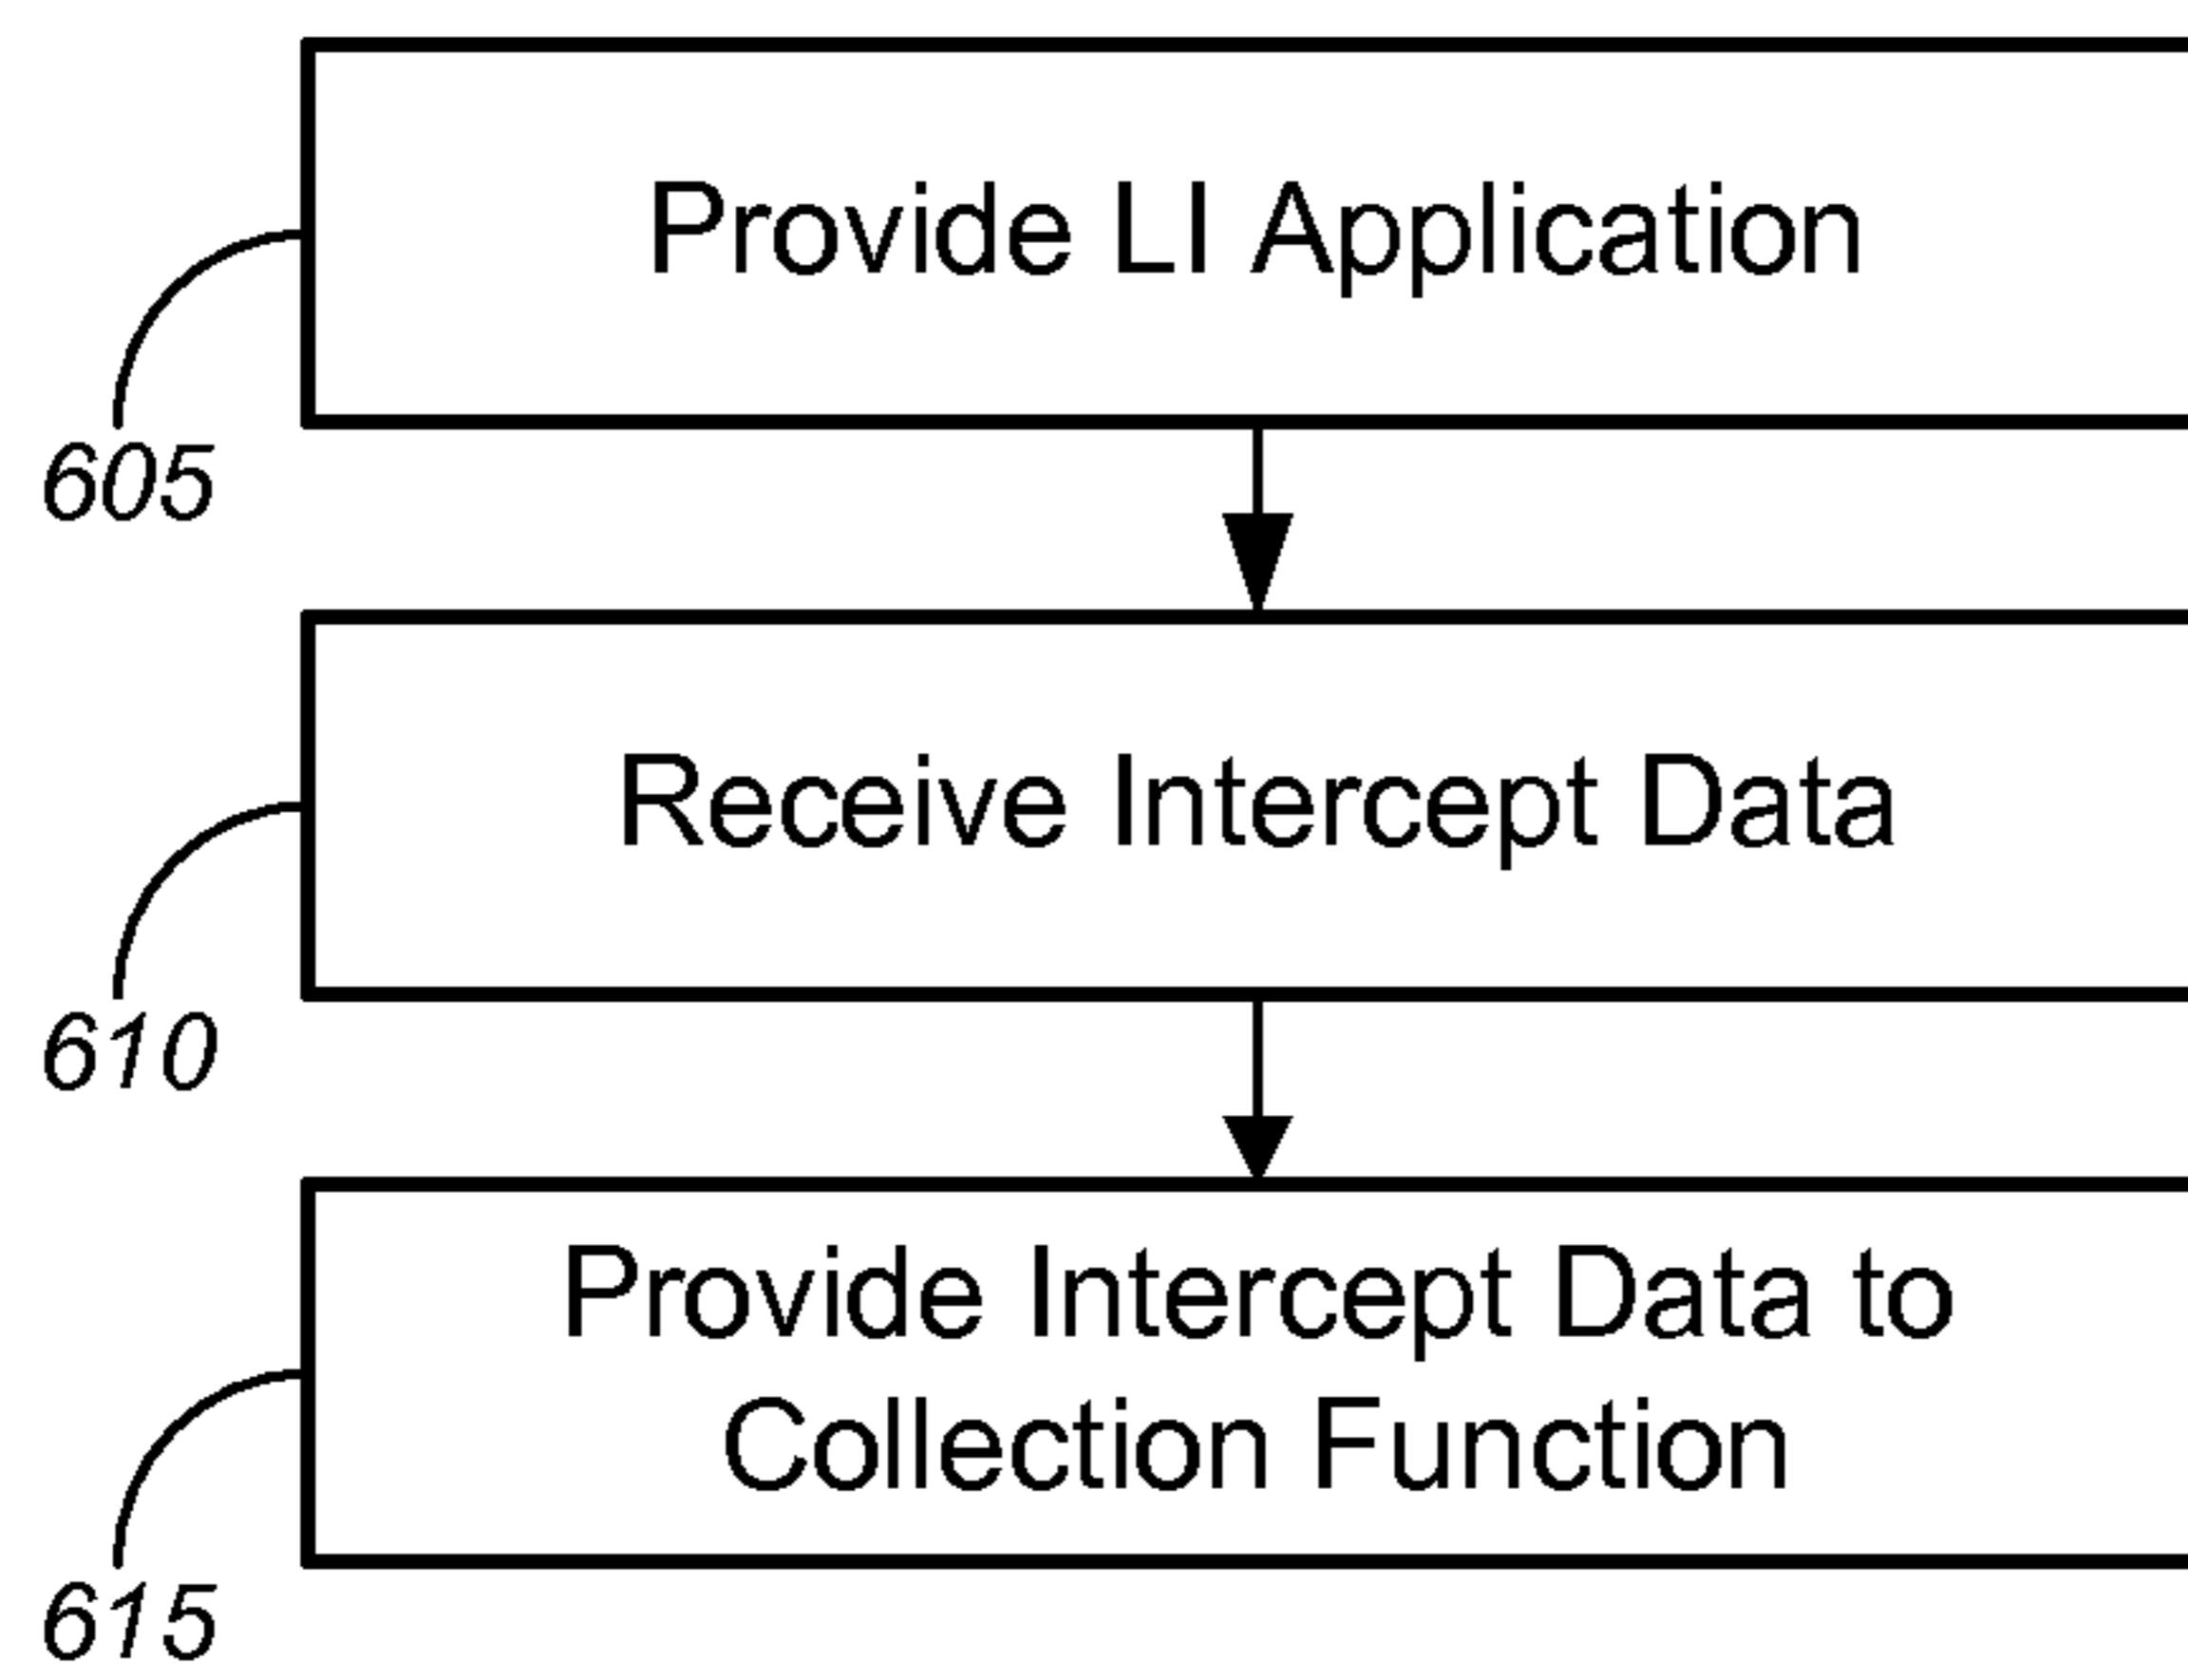 Provide LI Application
605
Receive Intercept Data
610
Provide Intercept Data to
Collection Function
615